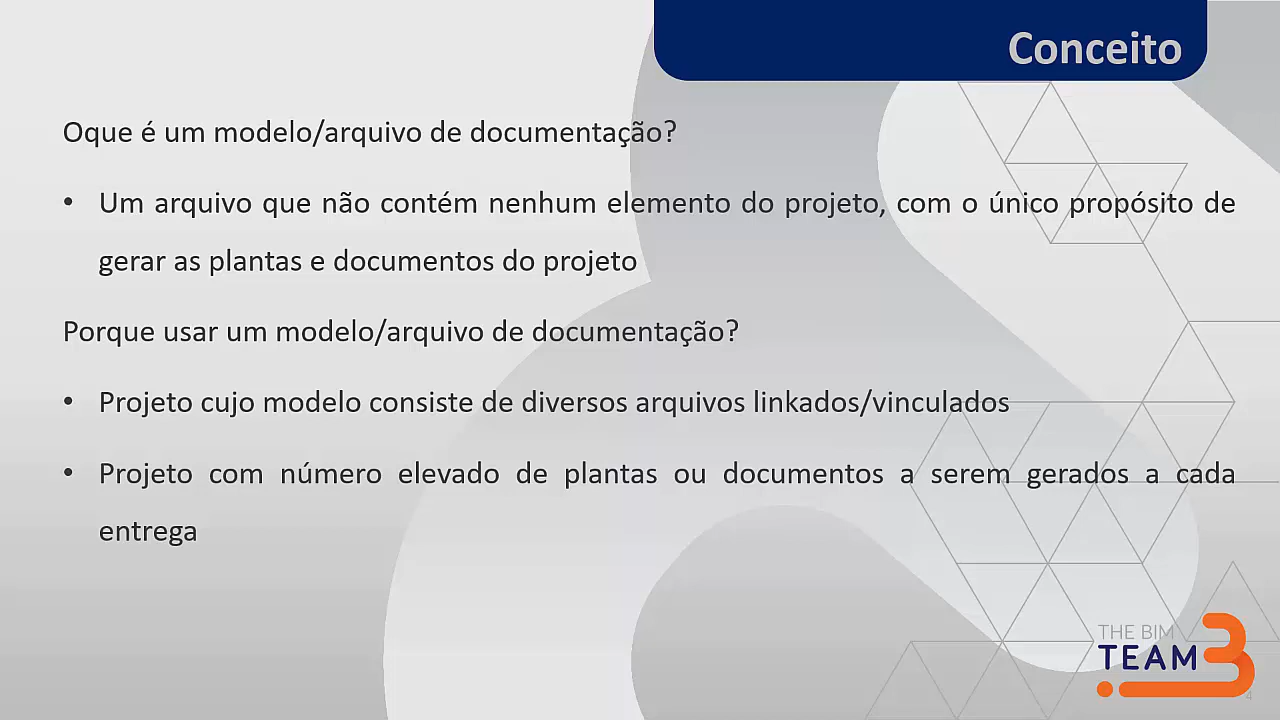 Conceito
Oque é um modelo/arquivo de documentação?
• Um arquivo que não contém nenhum elemento do projeto, com o único propósito de
gerar as plantas e documentos do projeto
Porque usar um modelo/arquivo de documentação?
• Projeto cujo modelo consiste de diversos arquivos linkados/vinculados
• Projeto com número elevado de plantas ou documentos a serem gerados a cada
entrega
THE BIM
TEAM
4